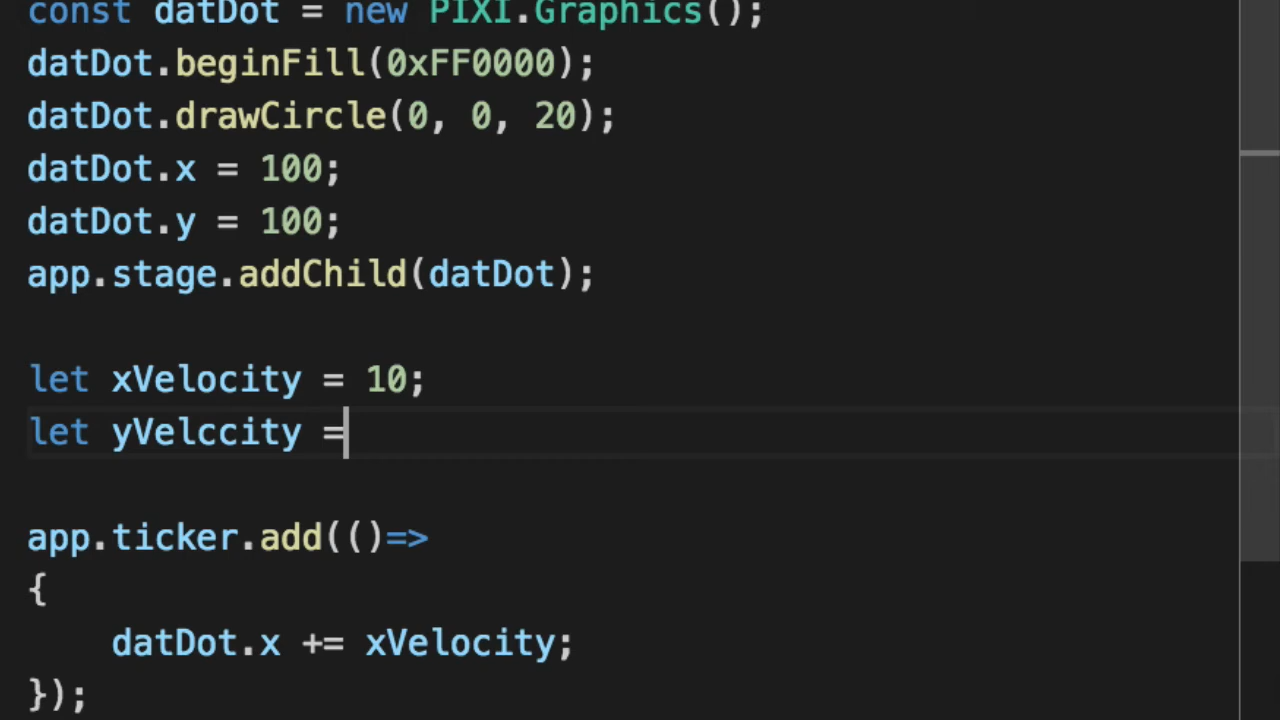 const datDot = new PIXI.Graphics();
datDot.beginFill(0xFF0000);
datDot.drawCircle(0, 0, 20);
datDot.x = 100;
datDot.y = 100;
app.stage.addChild(datDot);
let xVelocity = 10;
let yVelccity =
app.ticker.add(()=>
{
datDot.x += xVelocity;
});